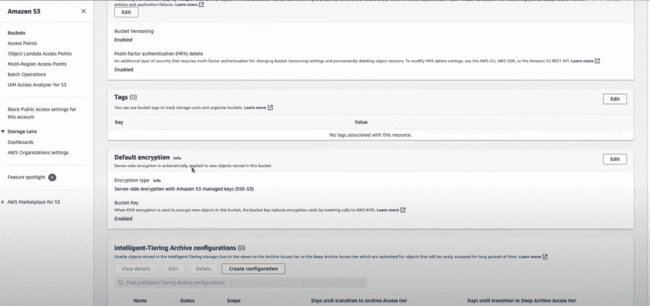 Amazon S3
Buckets
Access Points
Object Lambda Access Points
Multi-Region Access Points
Batch Operations
IAM Access Analyzer for S3
Block Public Access settings for
this account
Storage Lens
Dashboards
AWS Organizations settings
Feature spotlight
AWS Marketplace for S3
actions and application failures. Learn more
Edit
Bucket Versioning
Enabled
Multi-factor authentication (MFA) delete
An additional layer of security that requires multi-factor authentication for changing Bucket Versioning settings and permanently deleting object versions. To modify MFA delete settings, use the AWS CLI, AWS SDK, or the Amazon S3 REST API. Learn more
Disabled
Tags (0)
Edit
You can use bucket tags to track storage costs and organize buckets. Learn more
Key Value
No tags associated with this resource.
Default encryption Info
Edit
Server-side encryption is automatically applied to new objects stored in this bucket.
Encryption type Info
Server-side encryption with Amazon S3 managed keys (SSE-S3)
Bucket Key
When KMS encryption is used to encrypt new objects in this bucket, the bucket key reduces encryption costs by lowering calls to AWS KMS. Learn more
Enabled
Intelligent-Tiering Archive configurations (0)
Enable objects stored in the Intelligent-Tiering storage class to tier-down to the Archive Access tier or the Deep Archive Access tier which are optimized for objects that will be rarely accessed for long periods of time. Learn more
View details Edit Delete Create configuration
Find Intelligent-Tiering Archive configurations
Name Status Scope Days until transition to Archive Access tier Days until transition to Deep Archive Access tier